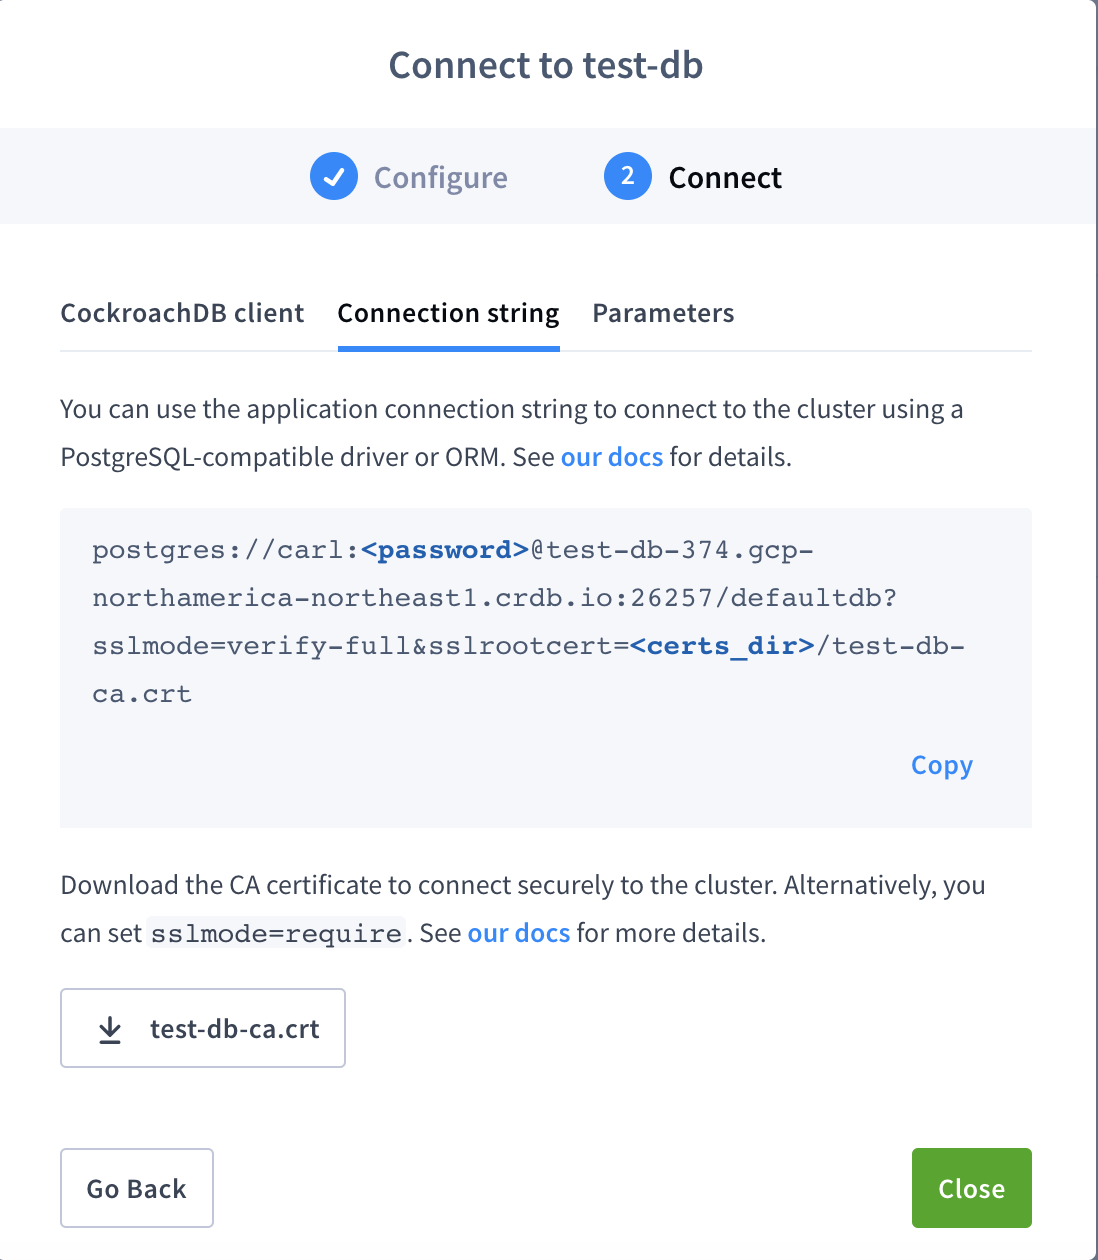 Connect to test-db
Configure
2 Connect
CockroachDB client Connection string Parameters
You can use the application connection string to connect to the cluster using a
PostgreSQL-compatible driver or ORM. See our docs for details.
postgres://carl:<password>@test-db-374.gcp-
northamerica-northeast1.crdb.io:26257/defaultdb?
sslmode=verify-full&sslrootcert=<certs_dir>/test-db-
ca.crt
Copy
Download the CA certificate to connect securely to the cluster. Alternatively, you
can set sslmode=require. See our docs for more details.
test-db-ca.crt
Go Back Close